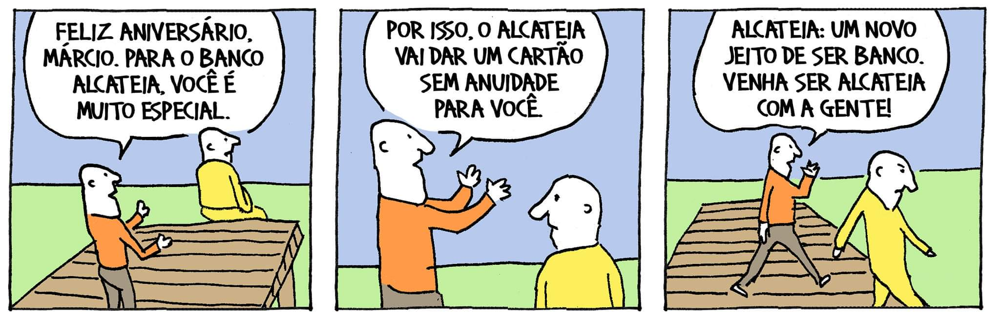 FELIZ ANIVERSÁRIO,
MÁRCIO. PARA O BANCO
ALCATEIA, VOCÊ É
MUITO ESPECIAL.
POR ISSO, O ALCATEIA
VAI DAR UM CARTÃO
SEM ANUIDADE
PARA VOCÊ.
ALCATEIA: UM NOVO
JEITO DE SER BANCO.
VENHA SER ALCATEIA
COM A GENTE!